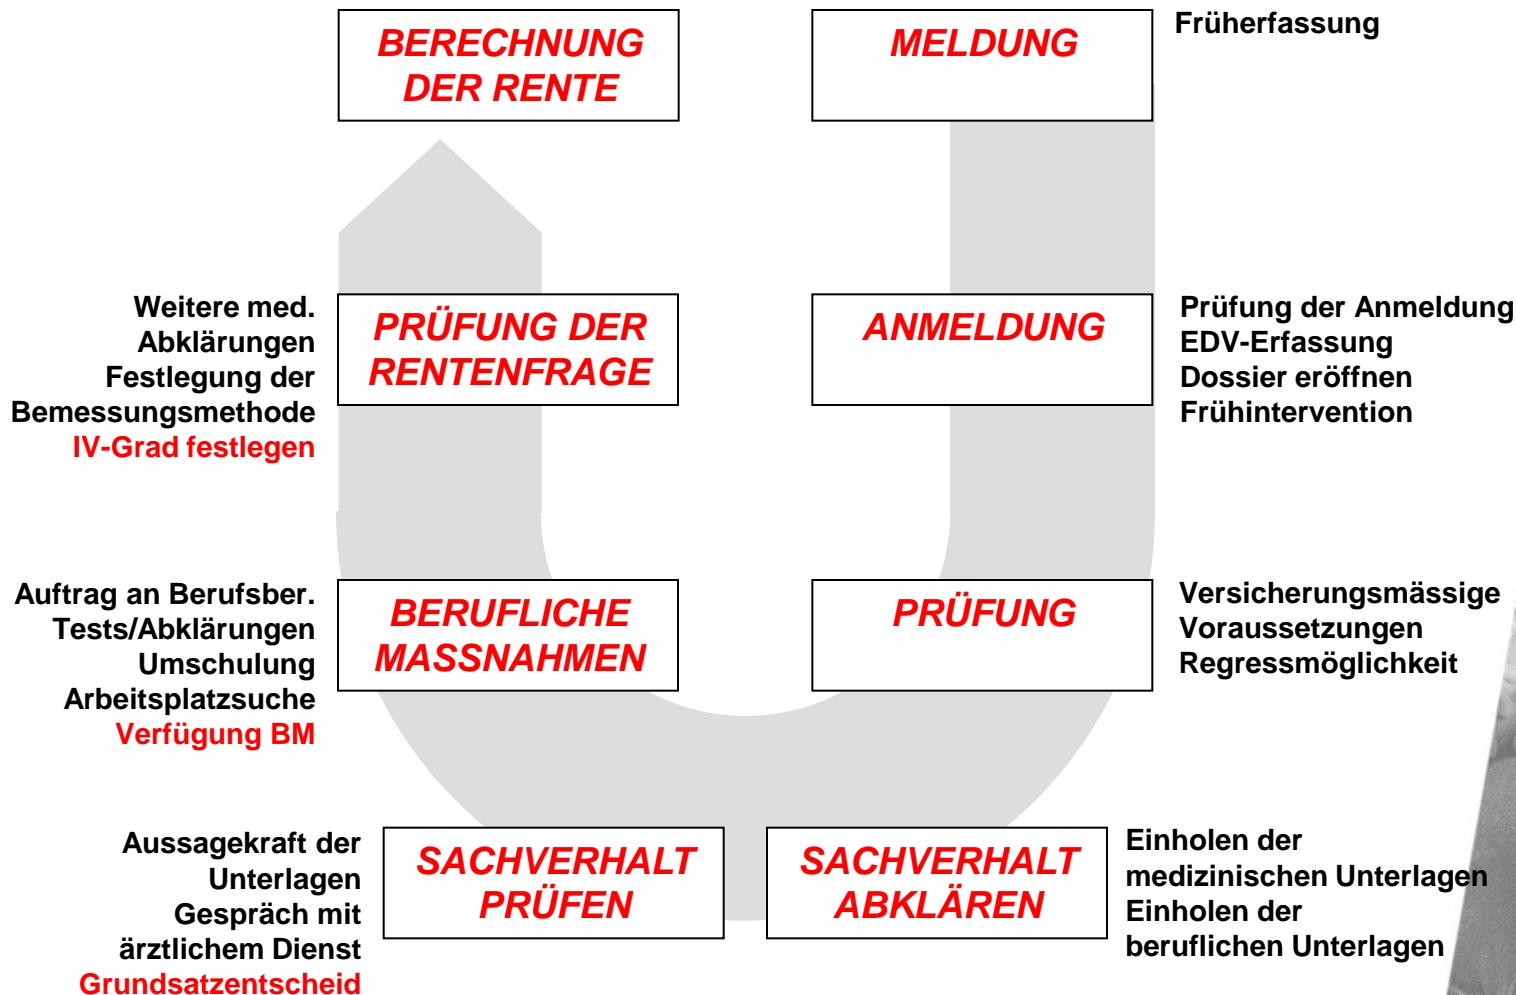 BERECHNUNG
DER RENTE
MELDUNG
Früherfassung
Weitere med.
Abklärungen
Festlegung der
Bemessungsmethode
IV-Grad festlegen
PRÜFUNG DER
RENTENFRAGE
ANMELDUNG
Prüfung der Anmeldung
EDV-Erfassung
Dossier eröffnen
Frühintervention
Auftrag an Berufsber.
Tests/Abklärungen
Umschulung
Arbeitsplatzsuche
Verfügung BM
BERUFLICHE
MASSNAHMEN
PRÜFUNG
Versicherungsmässige
Voraussetzungen
Regressmöglichkeit
Aussagekraft der
Unterlagen
Gespräch mit
ärztlichem Dienst
Grundsatzentscheid
SACHVERHALT
PRÜFEN
SACHVERHALT
ABKLÄREN
Einholen der
medizinischen Unterlagen
Einholen der
beruflichen Unterlagen